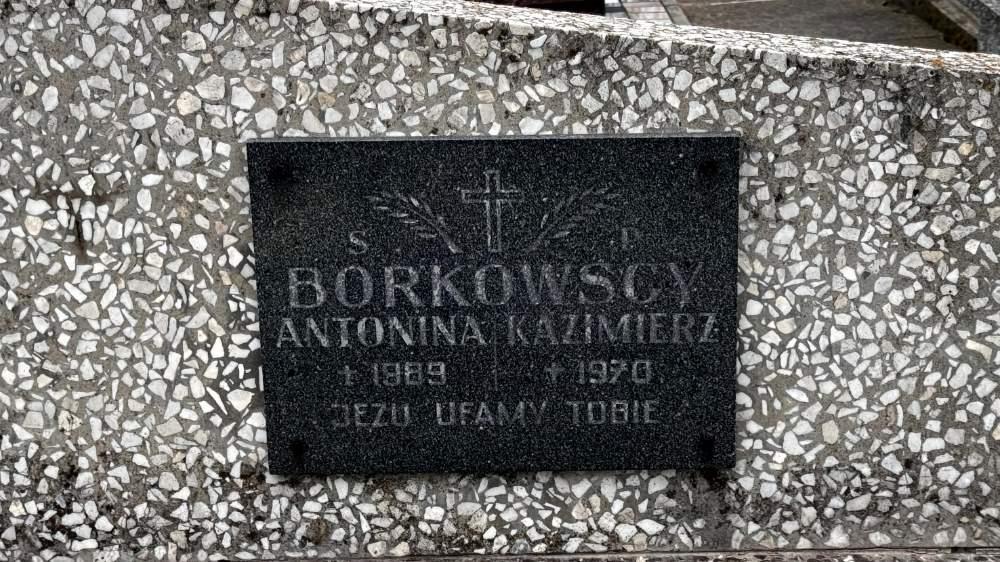 S. P.
BORKOWSCY
ANTONINA KAZIMIERZ
† 1989 † 1970
JEZU UFAMY TOBIE